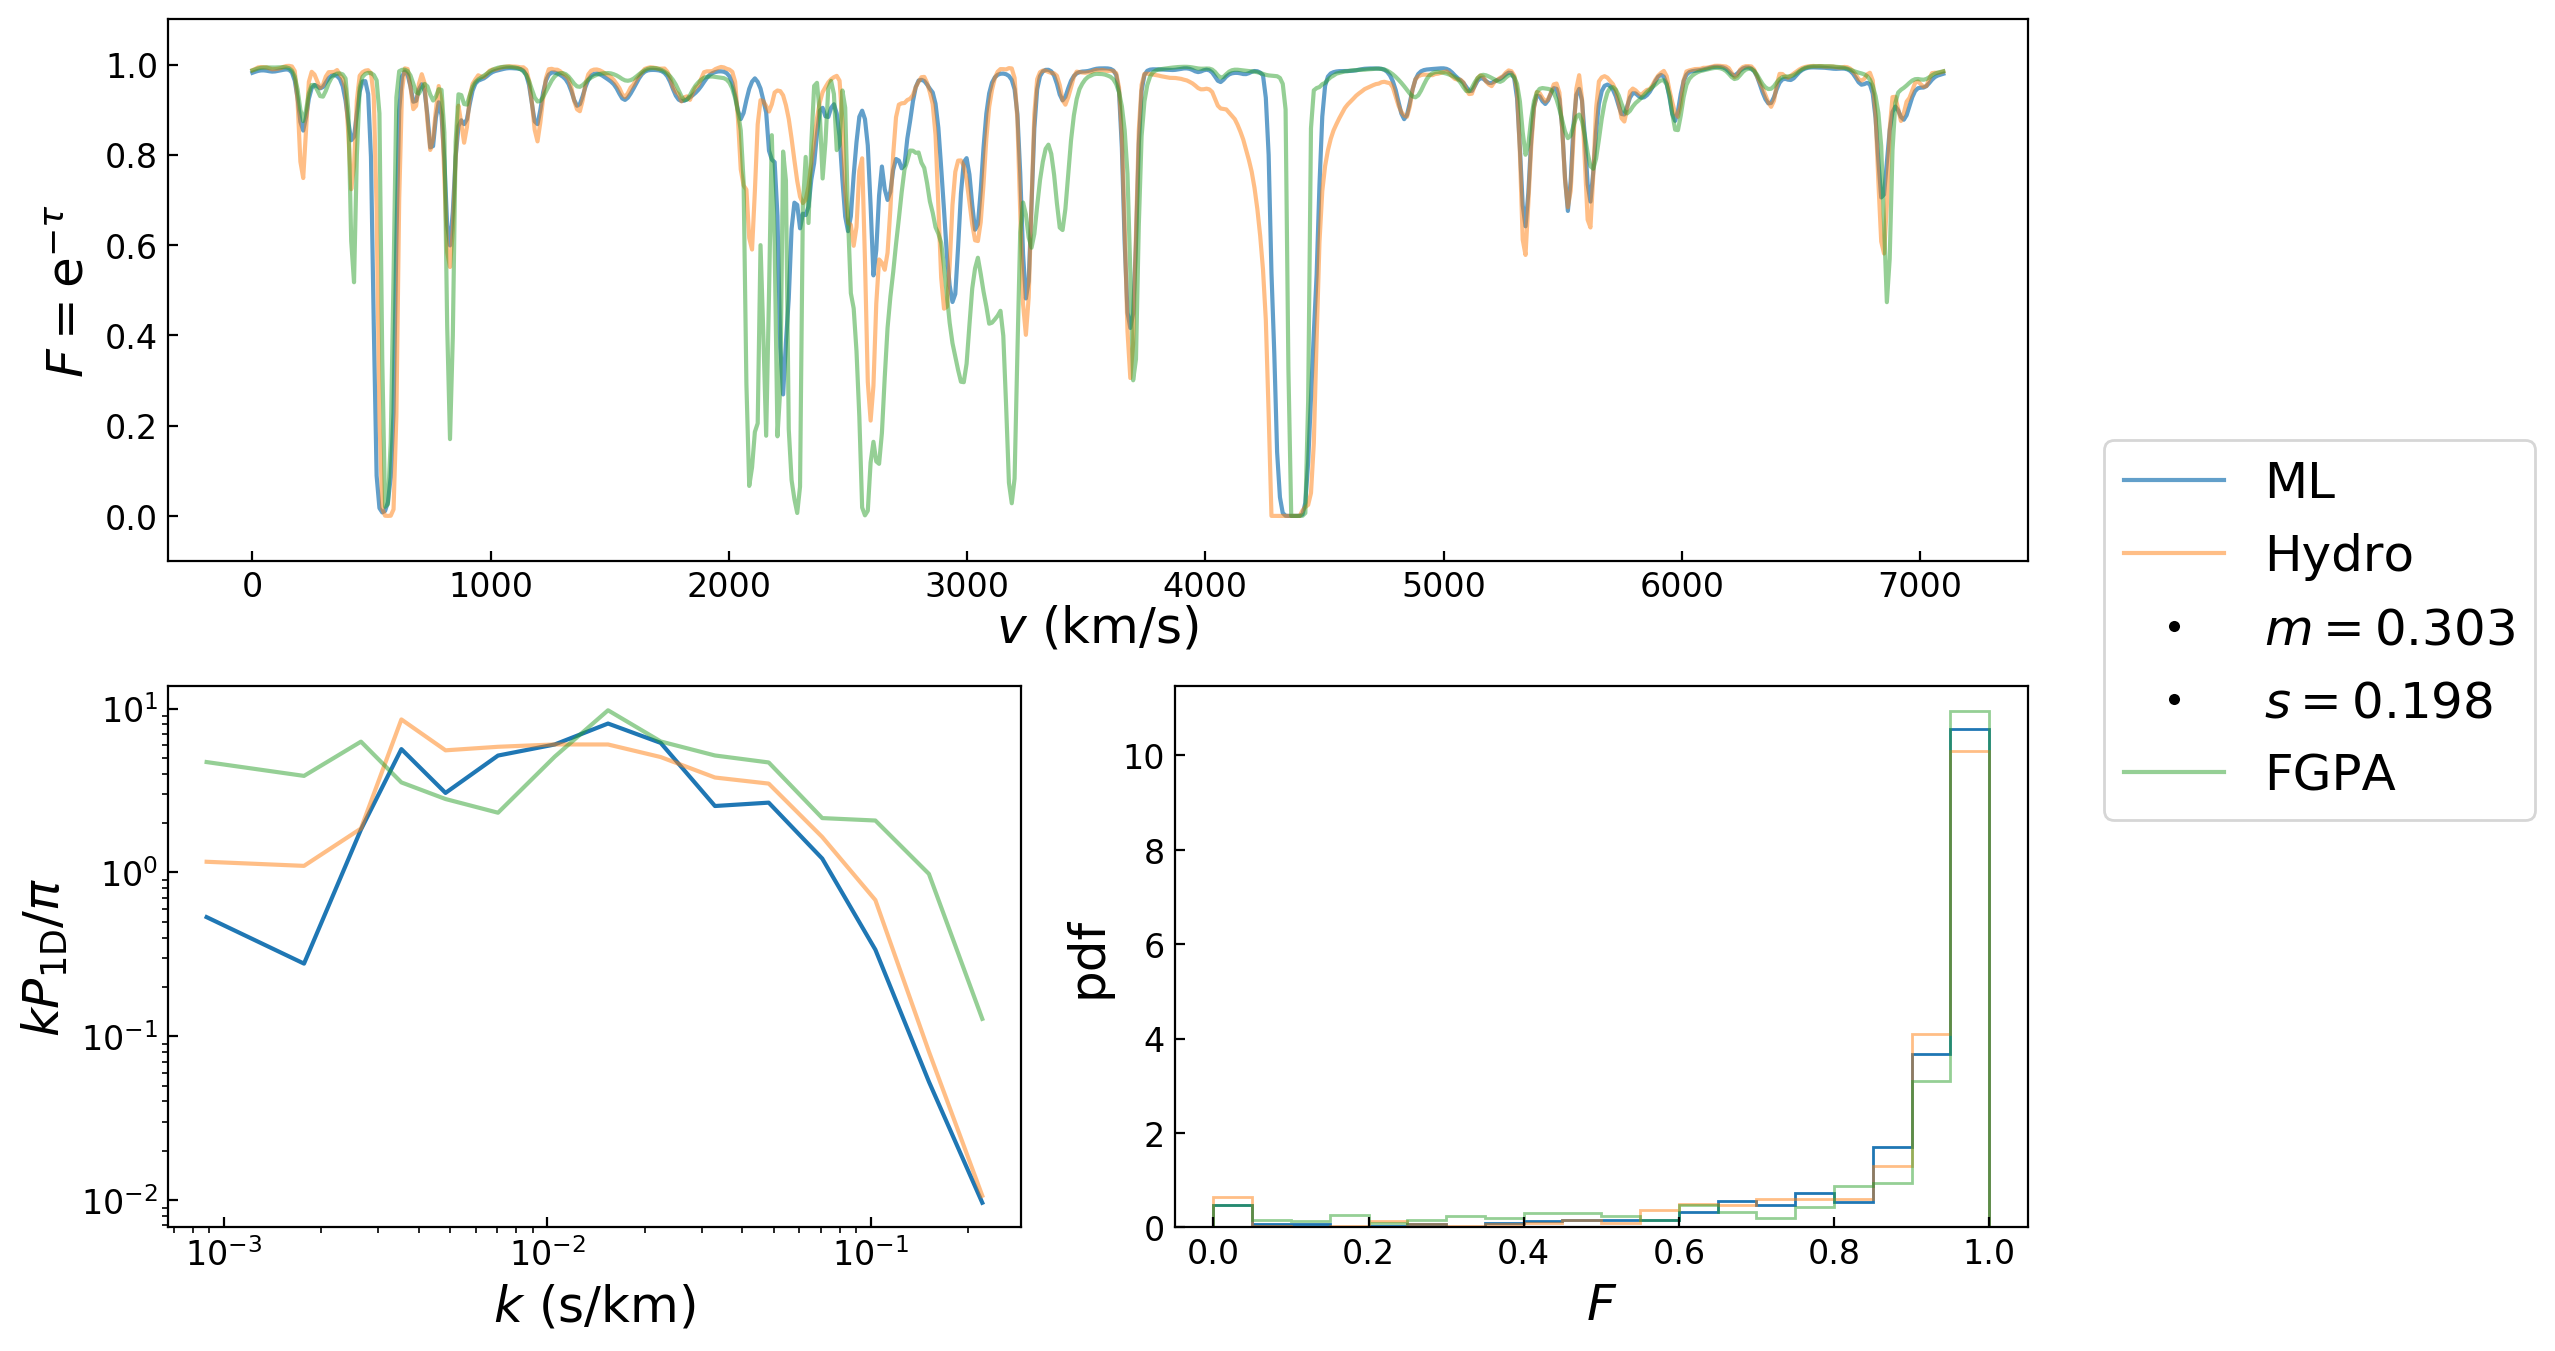 F = e^{−τ}
1.0
0.8
0.6
0.4
0.2
0.0
0 1000 2000 3000 4000 5000 6000 7000
v (km/s)
ML
Hydro
m = 0.303
s = 0.198
FGPA
kP_{1D}/π
10^1
10^0
10^{−1}
10^{−2}
10^{−3} 10^{−2} 10^{−1}
k (s/km)
pdf
10
8
6
4
2
0
0.0 0.2 0.4 0.6 0.8 1.0
F